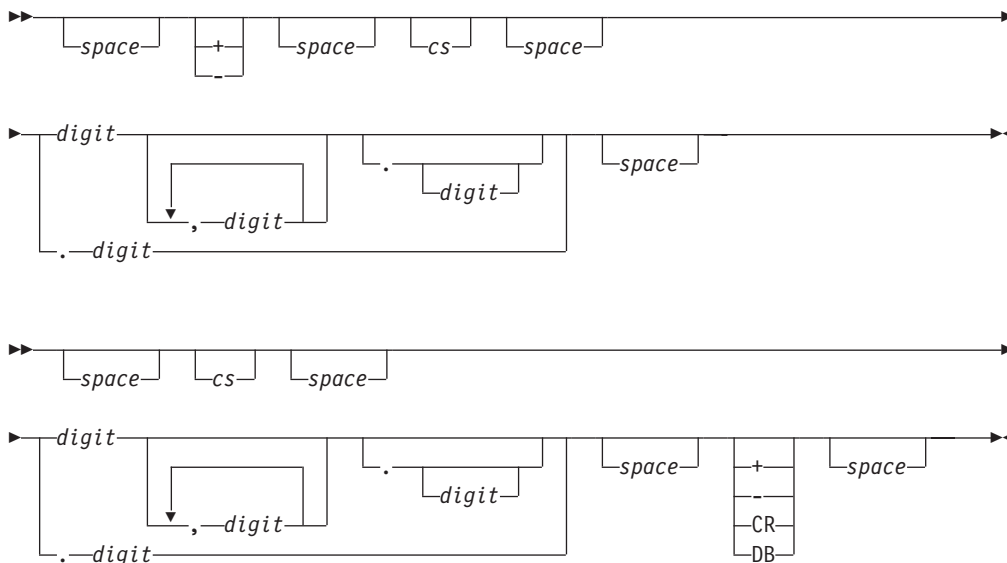 space + space cs space
-
digit . space
digit
, digit
. digit
space cs space
digit . space + space
digit -
, digit CR
. digit DB